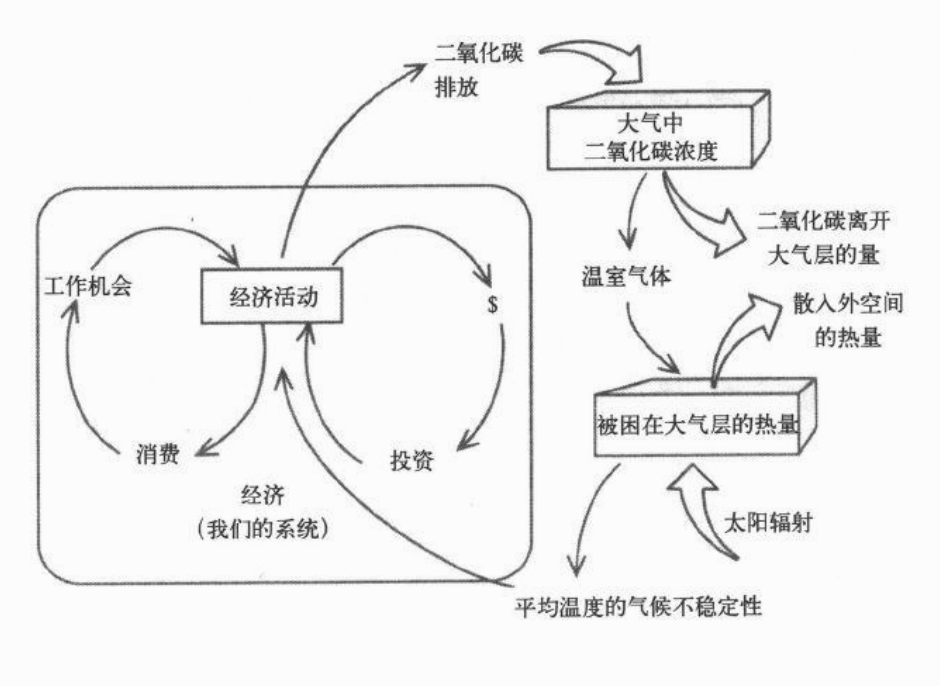 二氧化碳
排放
大气中
二氧化碳浓度
二氧化碳离开
大气层的量
温室气体
散入外空间
的热量
被困在大气层的热量
太阳辐射
平均温度的气候不稳定性
工作机会
经济活动
$
消费
投资
经济
(我们的系统)